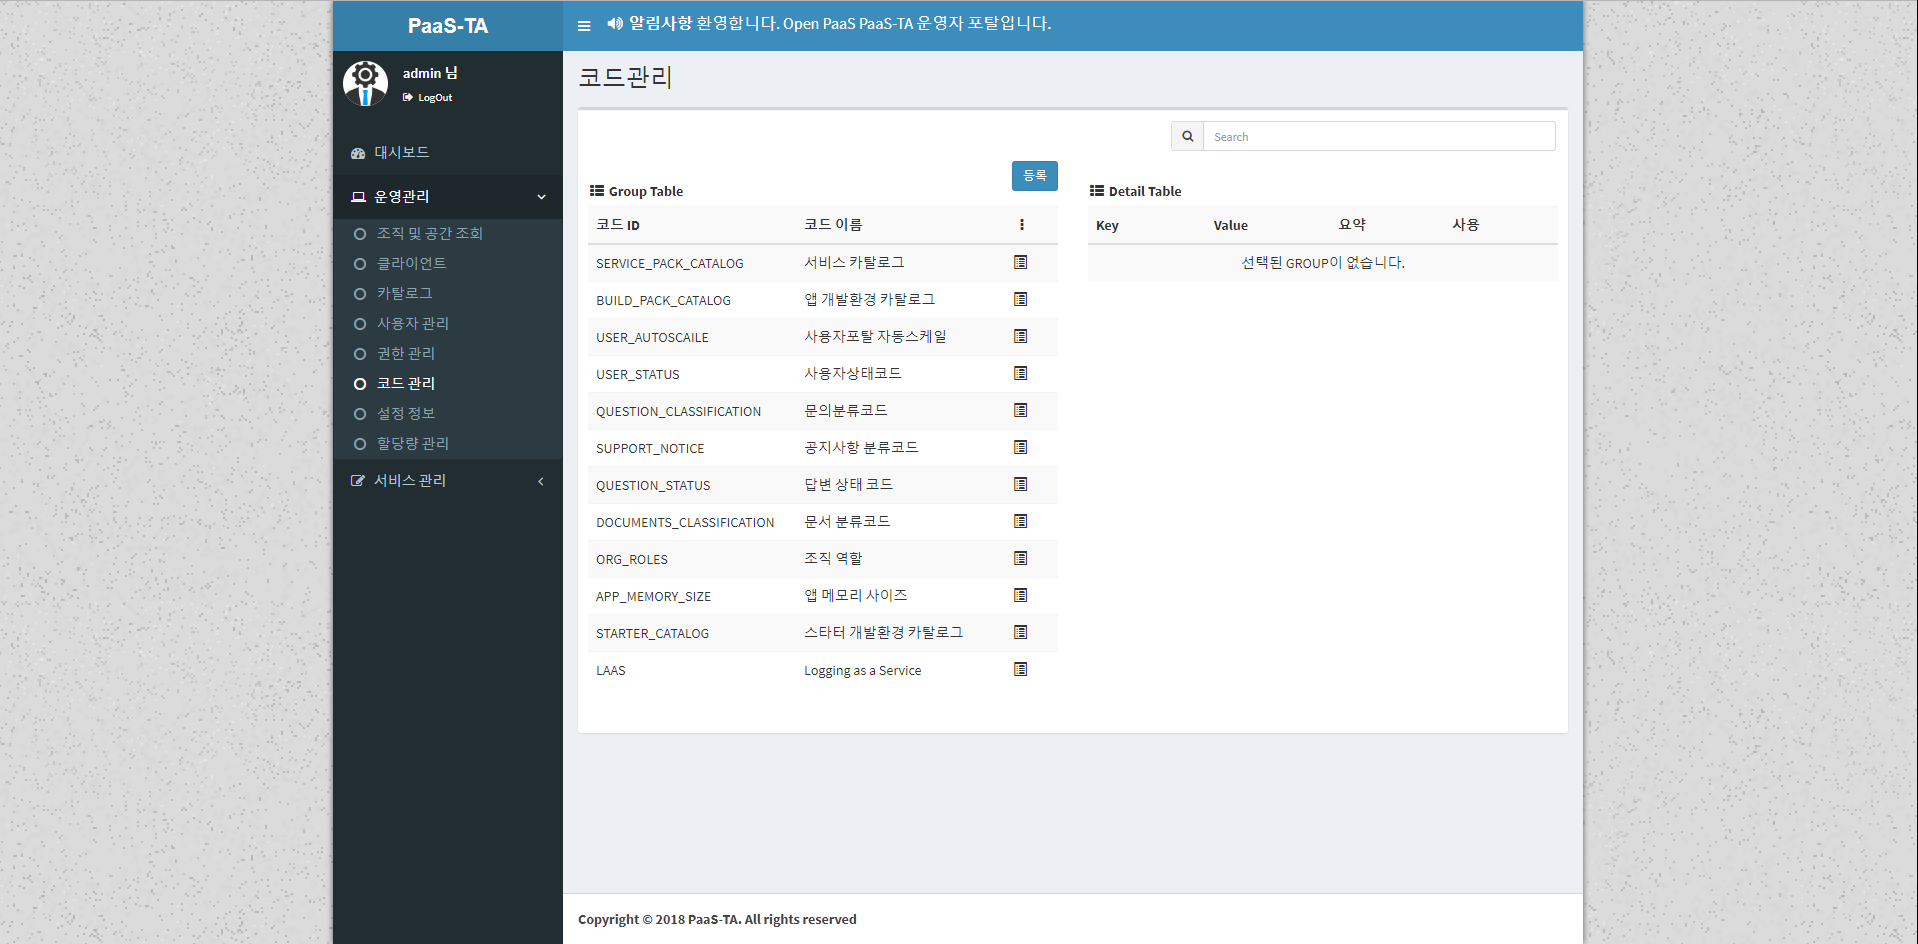 PaaS-TA
알림사항 환영합니다. Open PaaS PaaS-TA 운영자 포탈입니다.
admin 님
LogOut
대시보드
운영관리
조직 및 공간 조회
클라이언트
카탈로그
사용자 관리
권한 관리
코드 관리
설정 정보
할당량 관리
서비스 관리
코드관리
Search
등록
Group Table
코드 ID 코드 이름
SERVICE_PACK_CATALOG 서비스 카탈로그
BUILD_PACK_CATALOG 앱 개발환경 카탈로그
USER_AUTOSCAILE 사용자포탈 자동스케일
USER_STATUS 사용자상태코드
QUESTION_CLASSIFICATION 문의분류코드
SUPPORT_NOTICE 공지사항 분류코드
QUESTION_STATUS 답변 상태 코드
DOCUMENTS_CLASSIFICATION 문서 분류코드
ORG_ROLES 조직 역할
APP_MEMORY_SIZE 앱 메모리 사이즈
STARTER_CATALOG 스타터 개발환경 카탈로그
LAAS Logging as a Service
Detail Table
Key Value 요약 사용
선택된 GROUP이 없습니다.
Copyright © 2018 PaaS-TA. All rights reserved